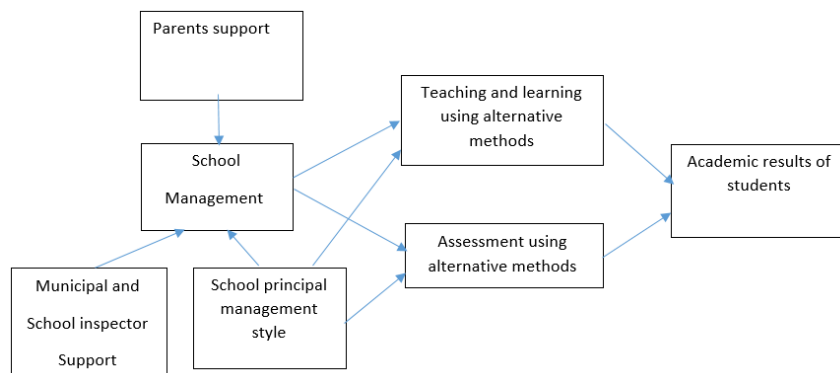 Parents support
School
Management
Teaching and learning
using alternative
methods
Academic results of
students
Assessment using
alternative methods
Municipal and
School inspector
Support
School principal
management
style